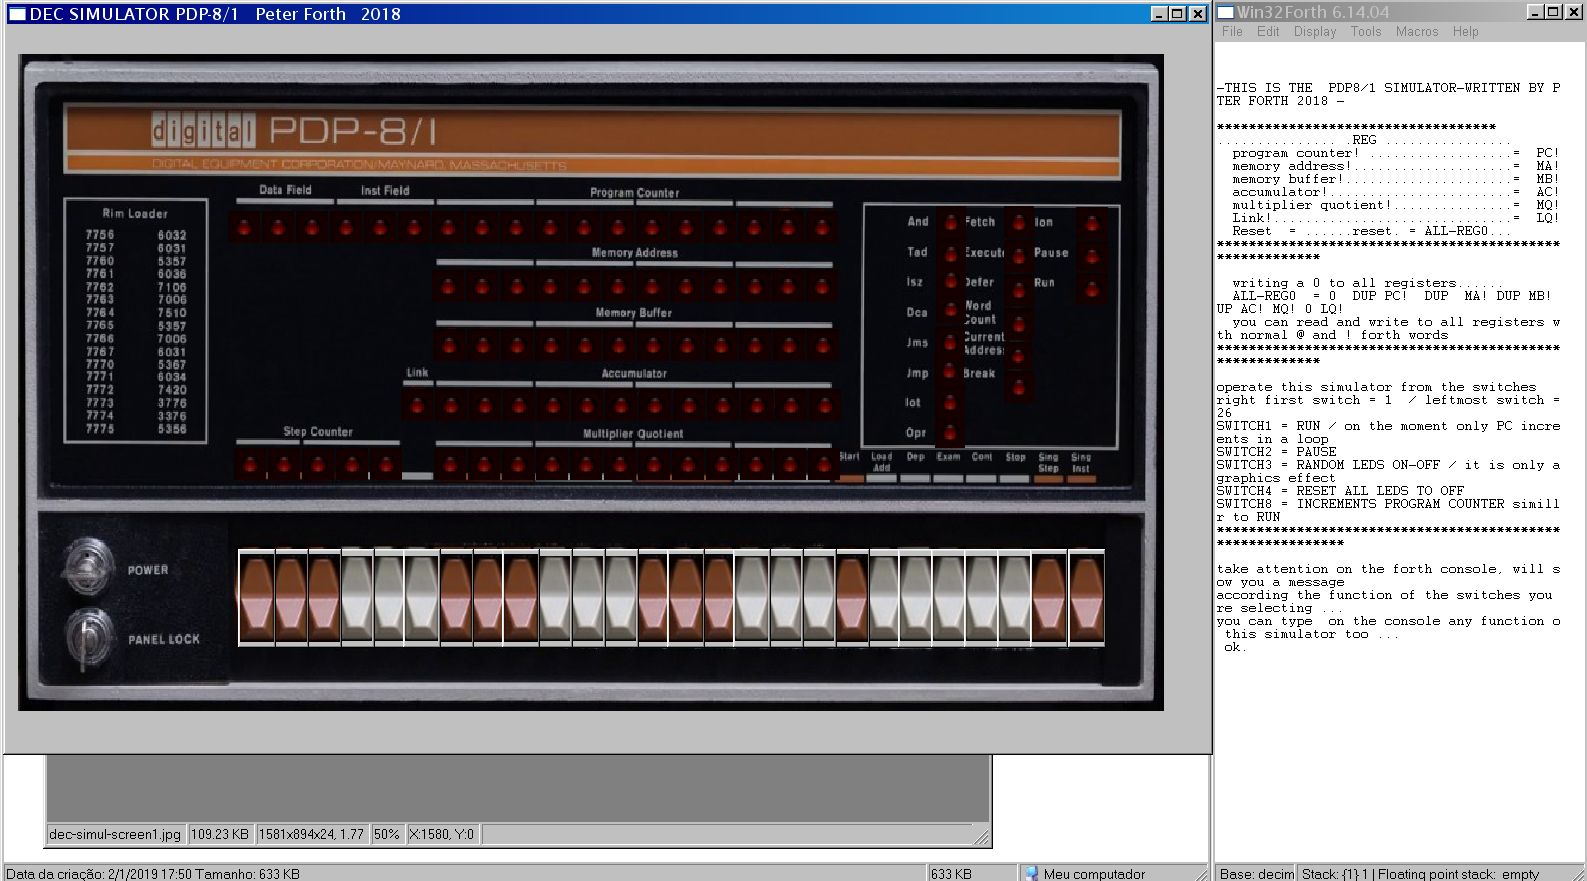 DEC SIMULATOR PDP-8/1 Peter Forth 2018
digital PDP-8/I
DIGITAL EQUIPMENT CORPORATION/MAYNARD, MASSACHUSETTS
Data Field Inst Field Program Counter
Rim Loader
7756 6032
7757 6031
7760 5357
7761 6036
7762 7106
7763 7006
7764 7510
7765 5357
7766 7006
7767 6031
7770 5367
7771 6034
7772 7420
7773 3776
7774 3376
7775 5356
Memory Address
Memory Buffer
Link Accumulator
Step Counter Multiplier Quotient
And Fetch Ion
Tad Execute Pause
Isz Defer Run
Dca Word Count
Jms Current Address
Jmp Break
Iot
Opr
Start Load Add Dep Exam Cont Stop Sing Step Sing Inst
POWER
PANEL LOCK
Win32Forth 6.14.04
File Edit Display Tools Macros Help
-THIS IS THE PDP8/1 SIMULATOR-WRITTEN BY P
TER FORTH 2018 -
***********************************
................ .REG ................
program counter! ..................= PC!
memory address!....................= MA!
memory buffer!.....................= MB!
accumulator!.......................= AC!
multiplier quotient!...............= MQ!
Link!..............................= LQ!
Reset = ......reset. = ALL-REG0...
*******************************************
*************
writing a 0 to all registers......
ALL-REG0 = 0 DUP PC! DUP MA! DUP MB!
UP AC! MQ! 0 LQ!
you can read and write to all registers w
th normal @ and ! forth words
*******************************************
*************
operate this simulator from the switches
right first switch = 1 / leftmost switch =
26
SWITCH1 = RUN / on the moment only PC incre
ents in a loop
SWITCH2 = PAUSE
SWITCH3 = RANDOM LEDS ON-OFF / it is only a
graphics effect
SWITCH4 = RESET ALL LEDS TO OFF
SWITCH8 = INCREMENTS PROGRAM COUNTER simill
r to RUN
*******************************************
****************
take attention on the forth console, will s
ow you a message
according the function of the switches you
re selecting ...
you can type on the console any function o
this simulator too ...
ok.
dec-simul-screen1.jpg 109.23 KB 1581x894x24, 1.77 50% X:1580, Y:0
Data da criação: 2/1/2019 17:50 Tamanho: 633 KB 633 KB Meu computador
Base: decim Stack: {1} 1 | Floating point stack: empty